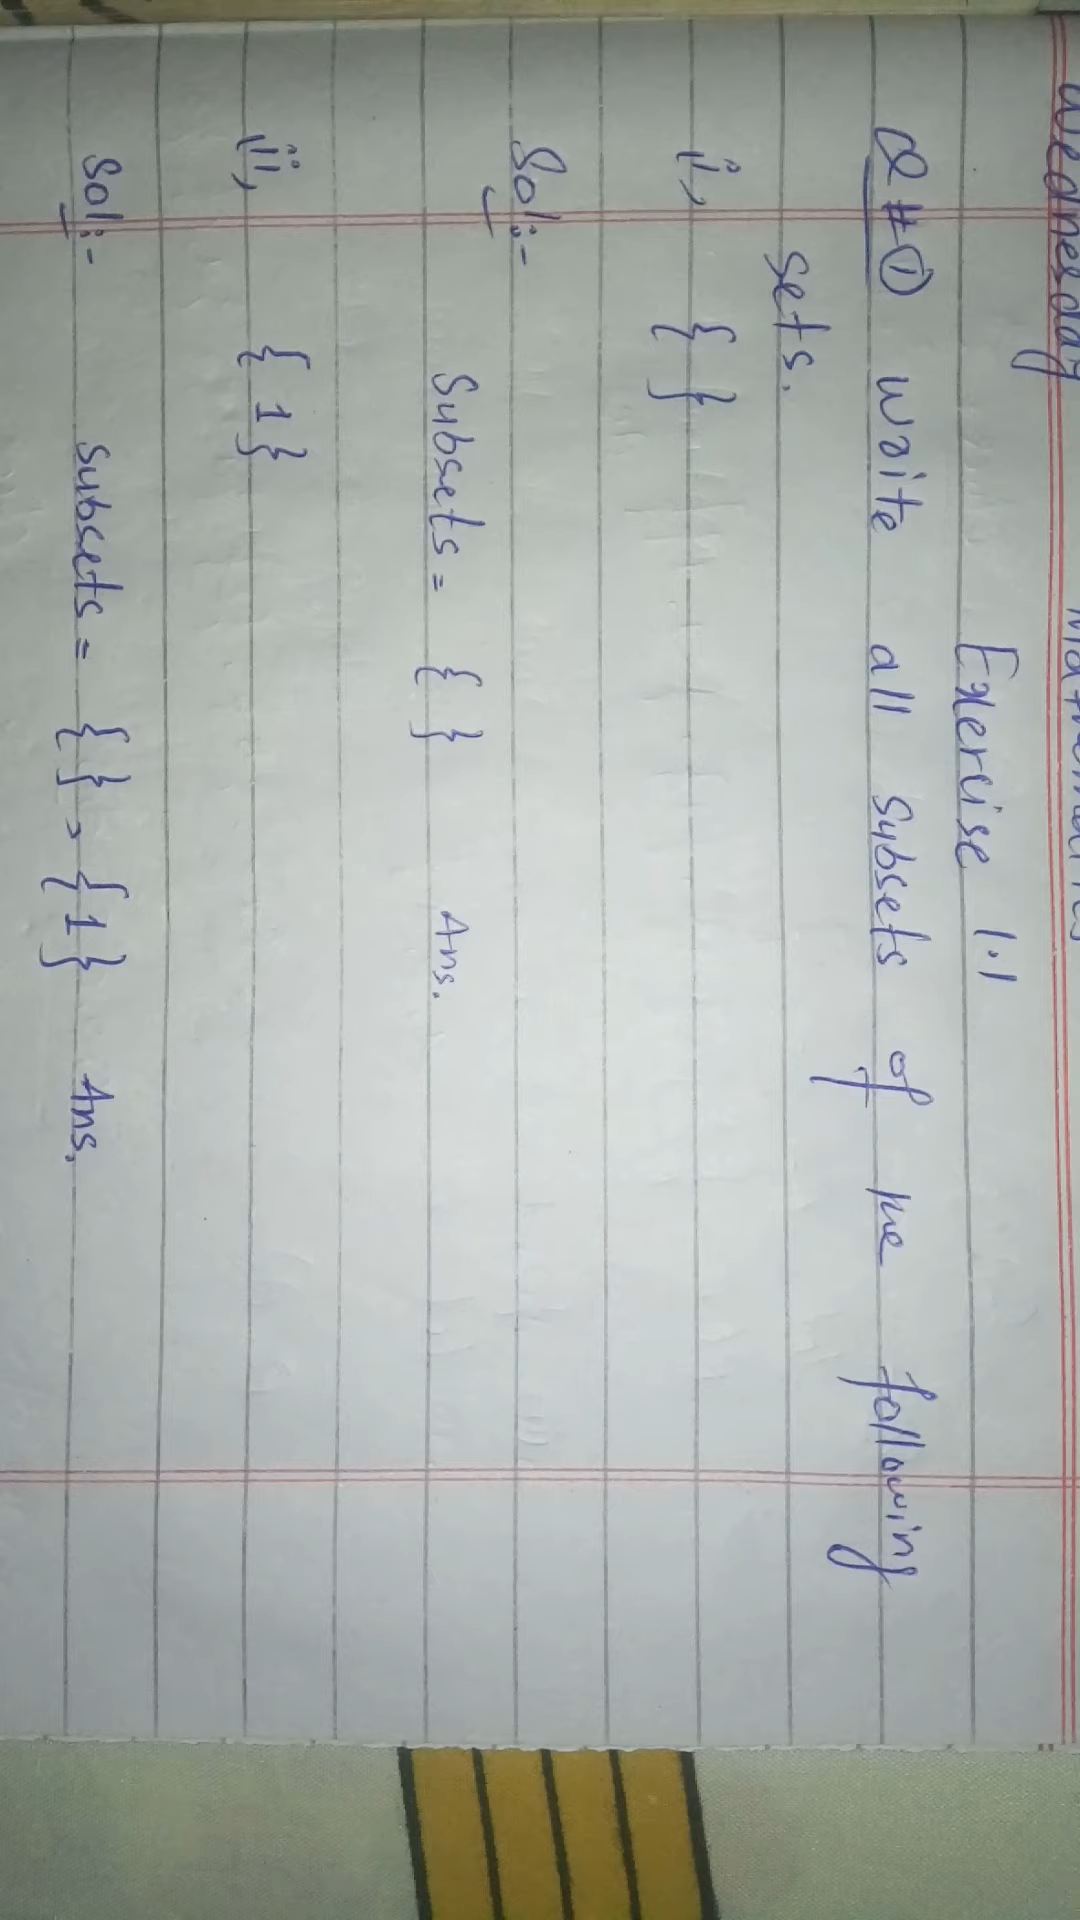 Wednesday
Exercise 1.1
Q#① write all subsets of the following
sets.
i, { }
Sol:-
Subsets = { } Ans.
ii, { 1 }
Sol:-
subsets = { } , { 1 } Ans.